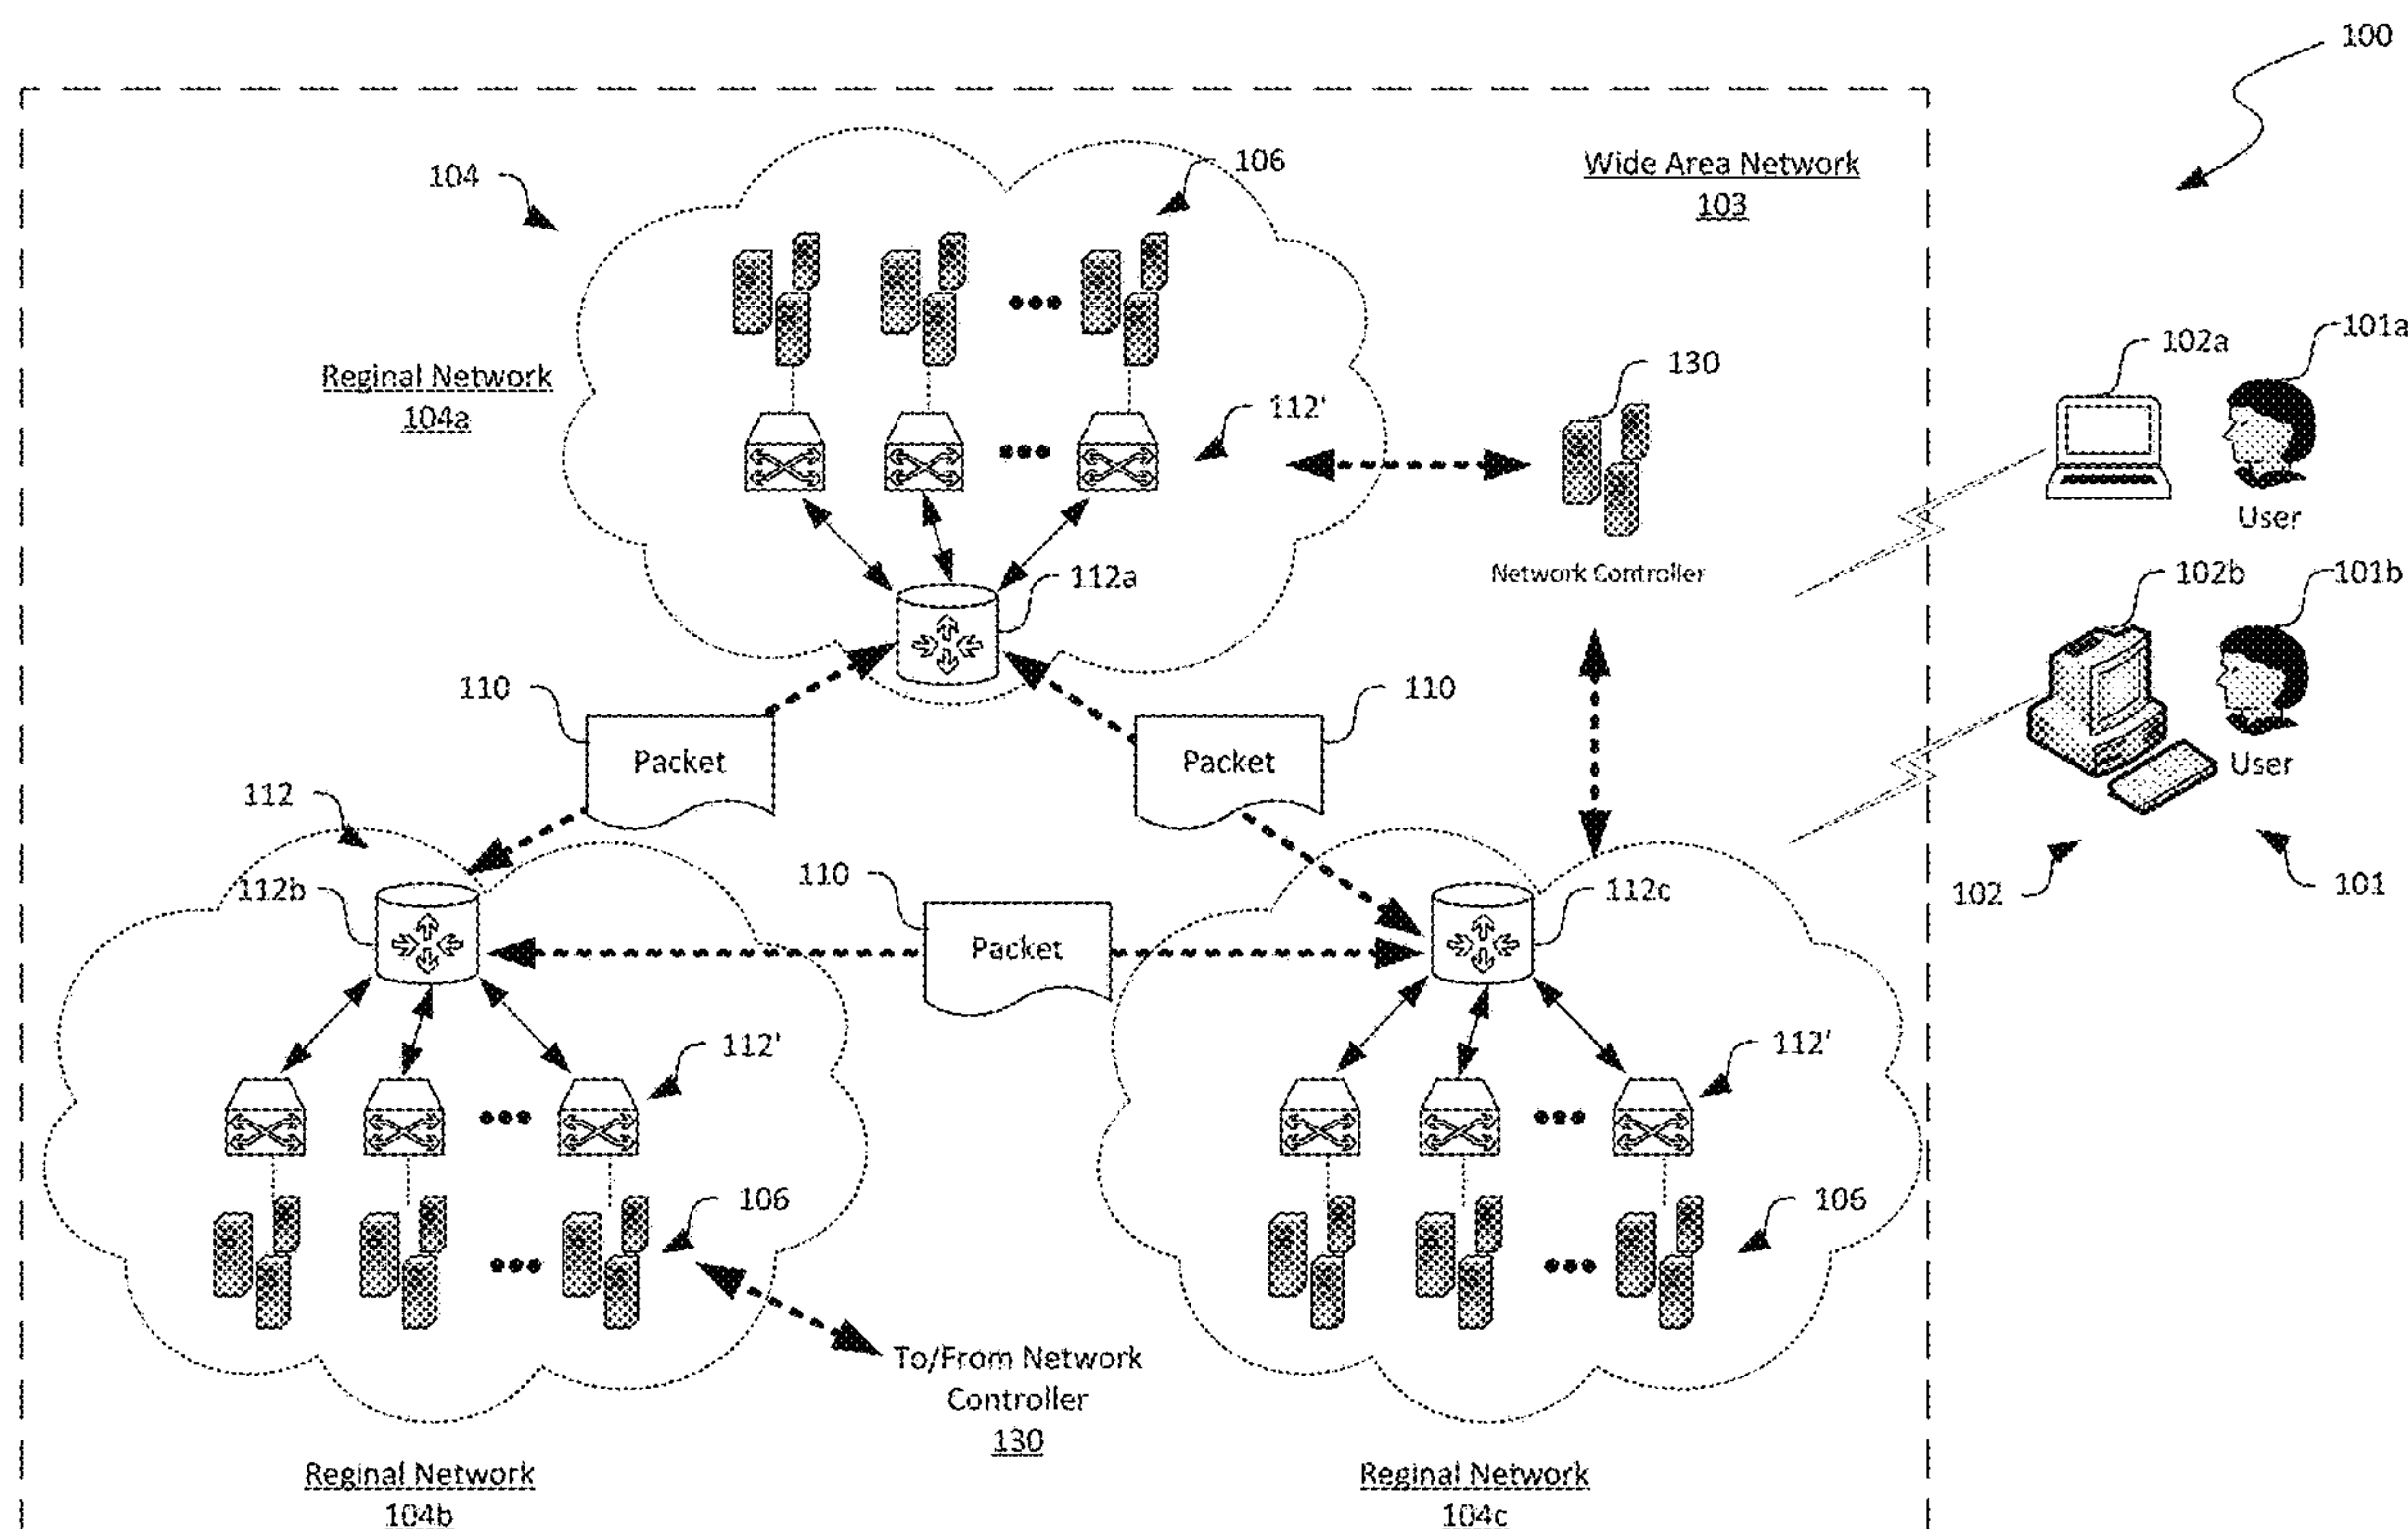 100
104
106
Wide Area Network
103
Reginal Network
104a
112'
130
Network Controller
102a
101a
User
112a
102b
101b
User
102
101
110
Packet
110
Packet
112
112b
110
Packet
112c
112'
112'
106
106
To/From Network
Controller
130
Reginal Network
104b
Reginal Network
104c